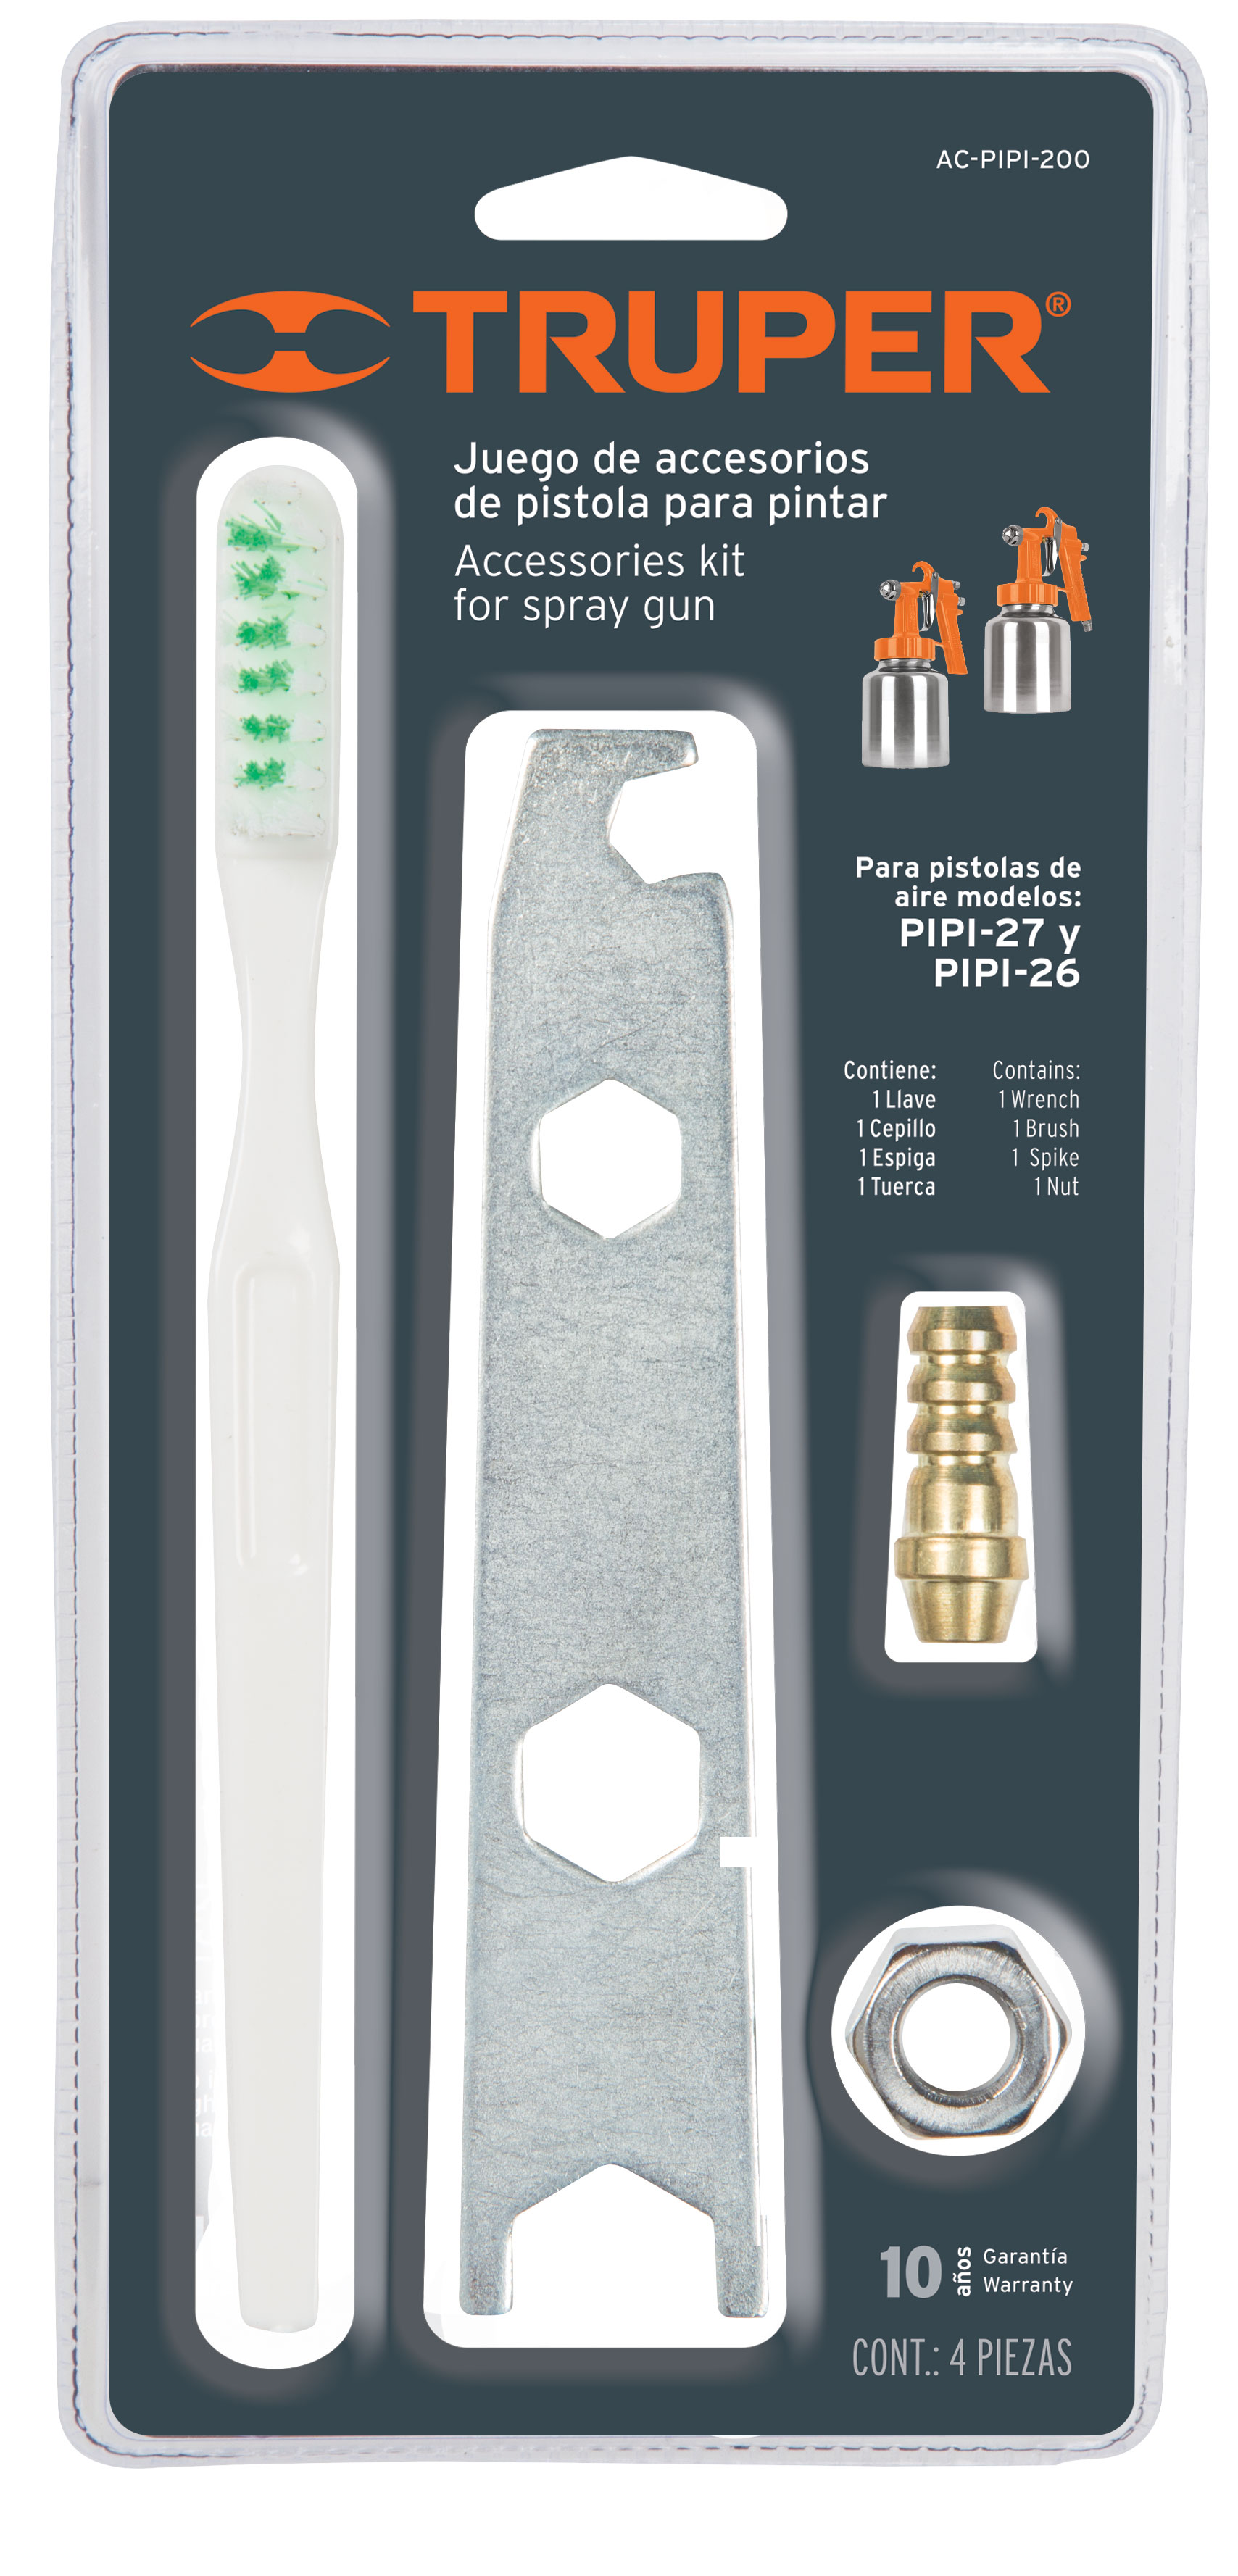 AC-PIPI-200
TRUPER®
Juego de accesorios
de pistola para pintar
Accessories kit
for spray gun
Para pistolas de
aire modelos:
PIPI-27 y
PIPI-26
Contiene:
1 Llave
1 Cepillo
1 Espiga
1 Tuerca
Contains:
1 Wrench
1 Brush
1 Spike
1 Nut
10 años Garantía
Warranty
CONT.: 4 PIEZAS